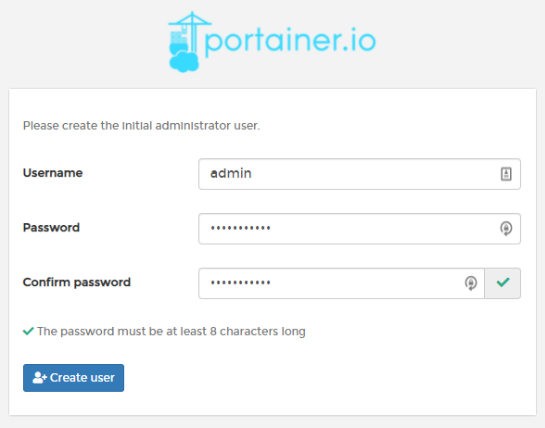 portainer.io
Please create the initial administrator user.
Username
admin
Password
•••••••••••
Confirm password
•••••••••••
The password must be at least 8 characters long
Create user